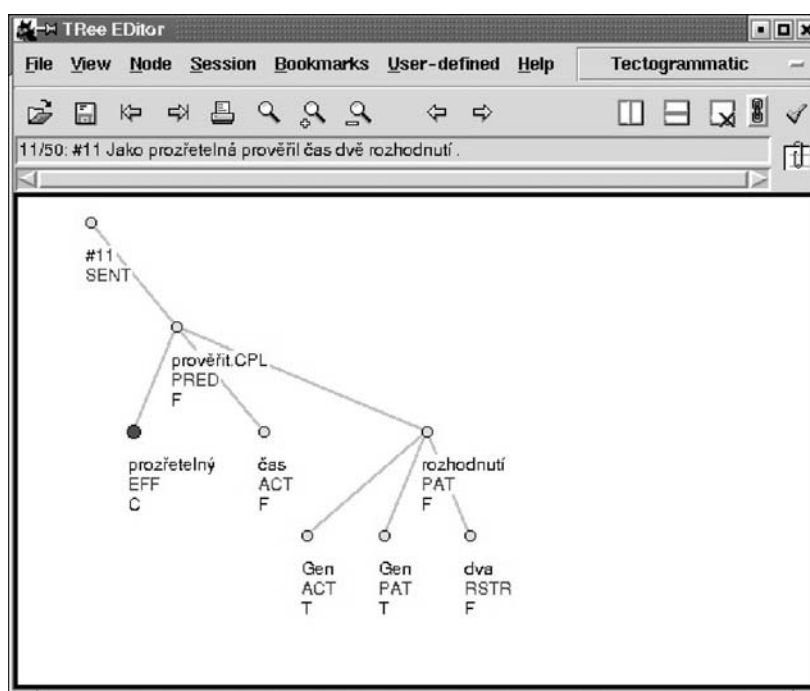 TRee EDitor
File View Node Session Bookmarks User-defined Help Tectogrammatic
11/50: #11 Jako prozřetelná prověřil čas dvě rozhodnutí .
#11
SENT
prověřit.CPL
PRED
F
prozřetelný čas rozhodnutí
EFF ACT PAT
C F F
Gen Gen dva
ACT PAT RSTR
T T F